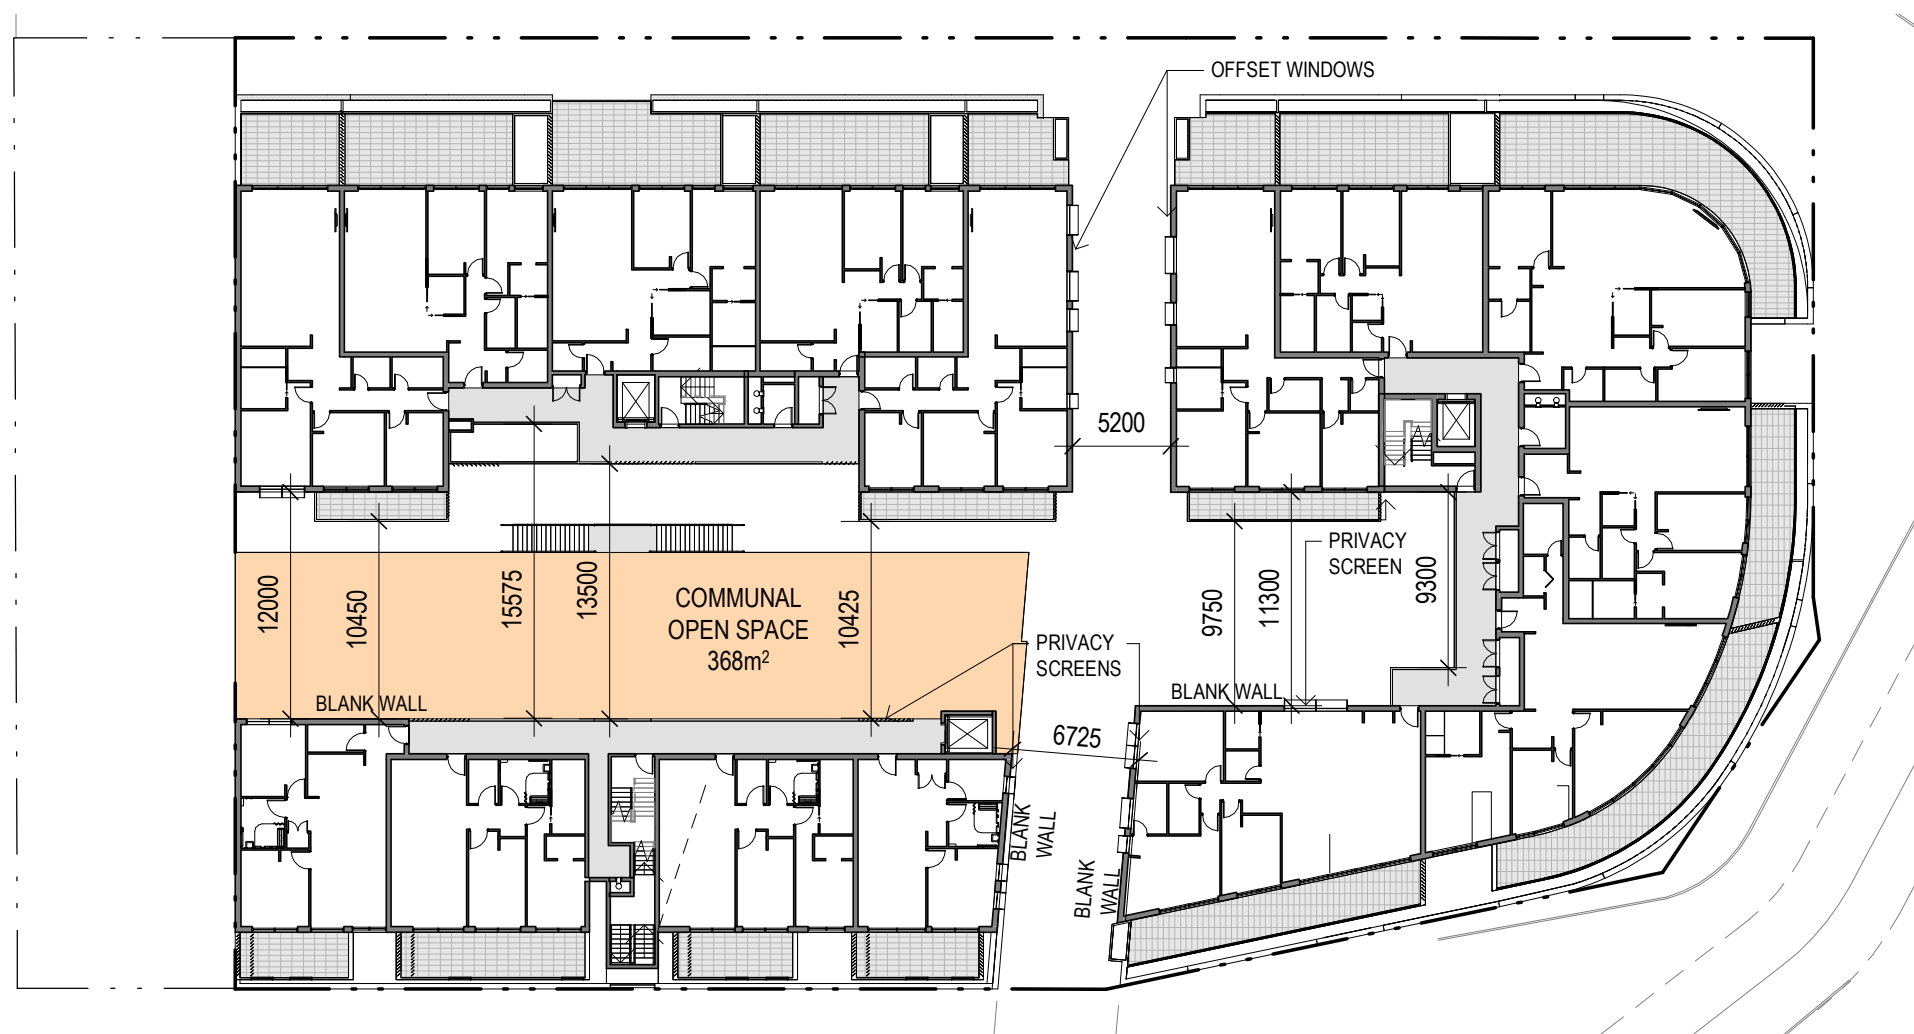 OFFSET WINDOWS
5200
PRIVACY
SCREEN
12000
10450
15575
13500
COMMUNAL
OPEN SPACE
368m²
10425
9750
11300
9300
PRIVACY
SCREENS
BLANK WALL
BLANK WALL
6725
BLANK
WALL
BLANK
WALL